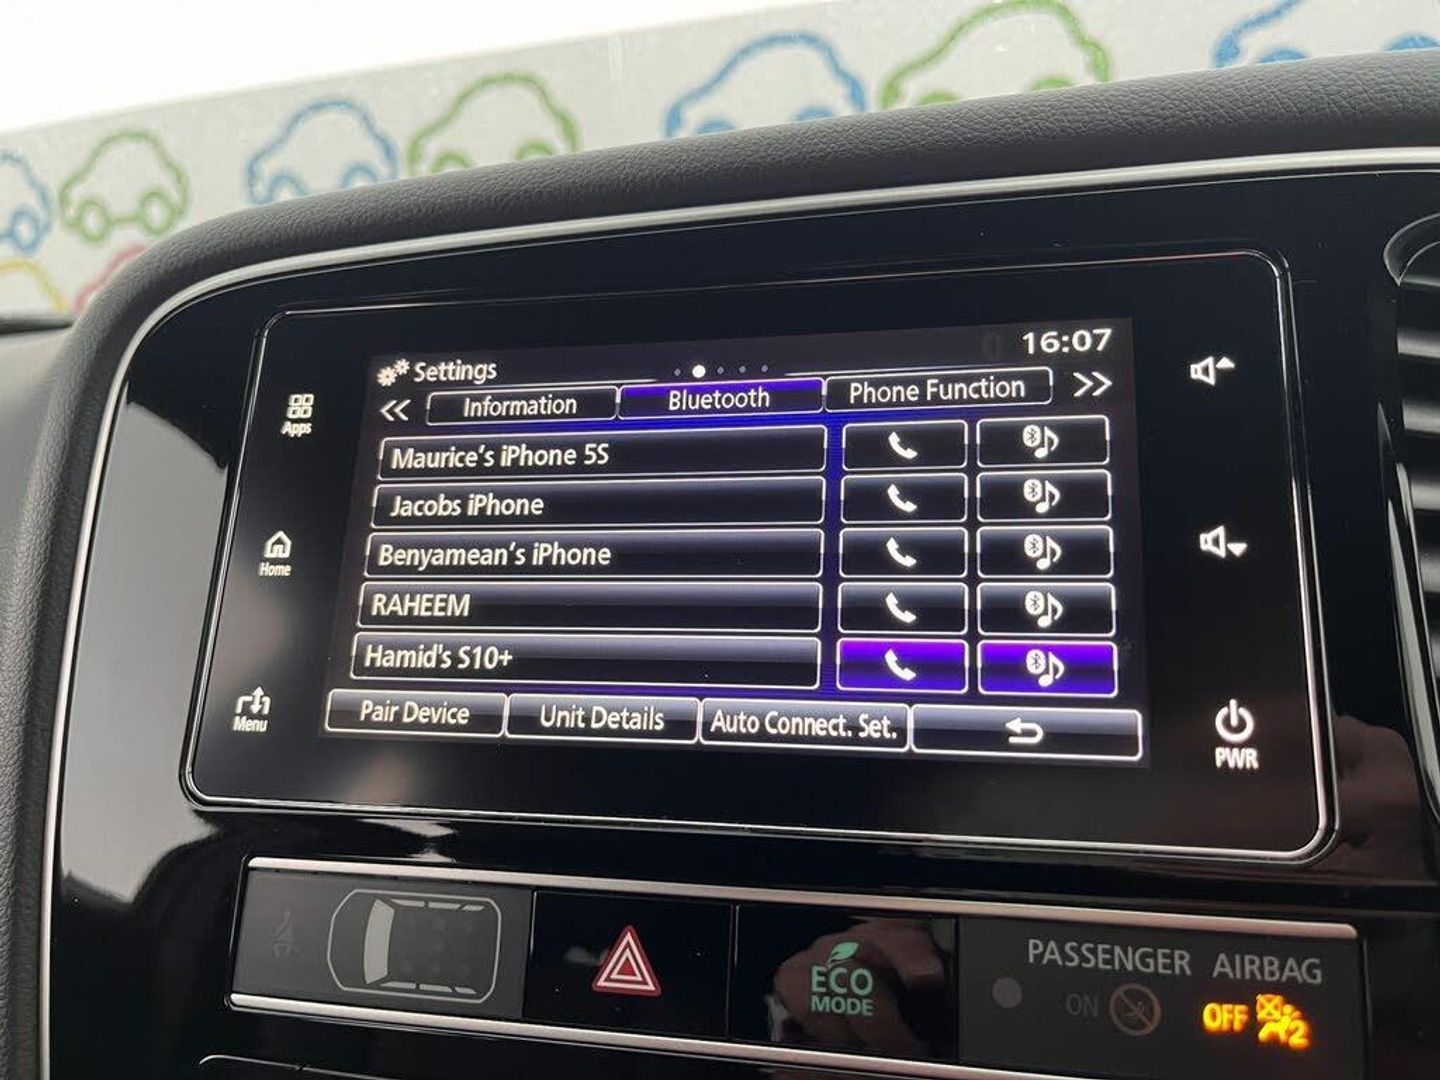 Settings
16:07
Information
Bluetooth
Phone Function
Apps
Maurice's iPhone 5S
Jacobs iPhone
Benyamean's iPhone
Home
RAHEEM
Hamid's S10+
Menu
Pair Device
Unit Details
Auto Connect. Set.
PWR
ECO
MODE
PASSENGER AIRBAG
ON
OFF
2